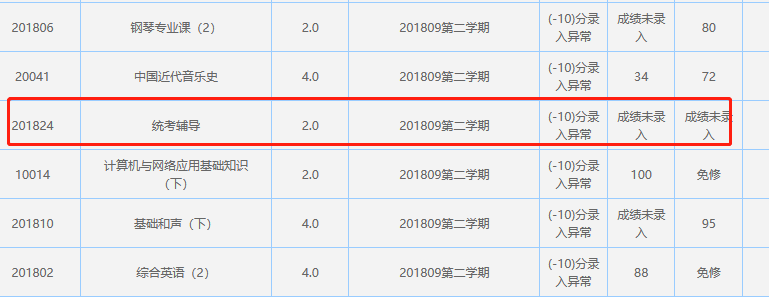 201806 钢琴专业课（2） 2.0 201809第二学期 (-10)分录入异常 成绩未录入 80
20041 中国近代音乐史 4.0 201809第二学期 (-10)分录入异常 34 72
201824 统考辅导 2.0 201809第二学期 (-10)分录入异常 成绩未录入 成绩未录入
10014 计算机与网络应用基础知识（下） 2.0 201809第二学期 (-10)分录入异常 100 免修
201810 基础和声（下） 4.0 201809第二学期 (-10)分录入异常 成绩未录入 95
201802 综合英语（2） 4.0 201809第二学期 (-10)分录入异常 88 免修